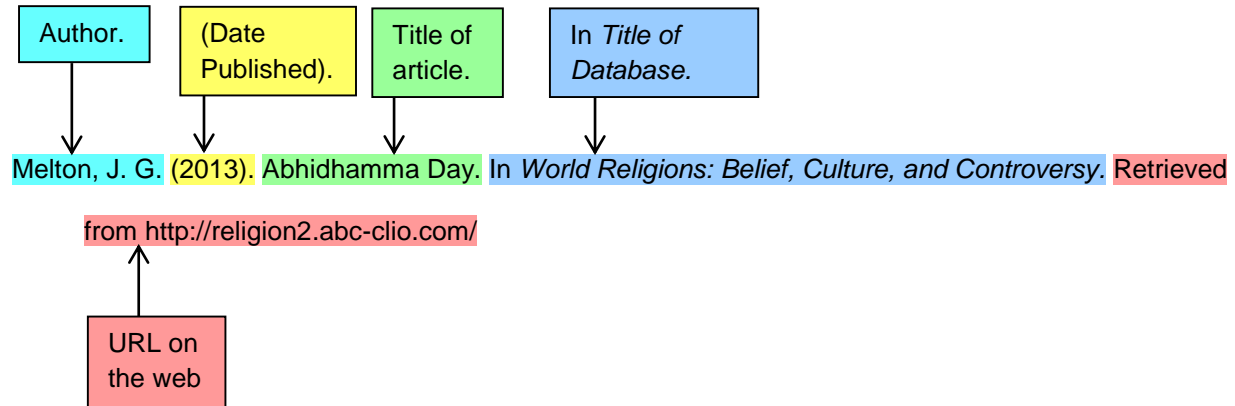 Author.
(Date
Published).
Title of
article.
In Title of
Database.
Melton, J. G. (2013). Abhidhamma Day. In World Religions: Belief, Culture, and Controversy. Retrieved
from http://religion2.abc-clio.com/
URL on
the web